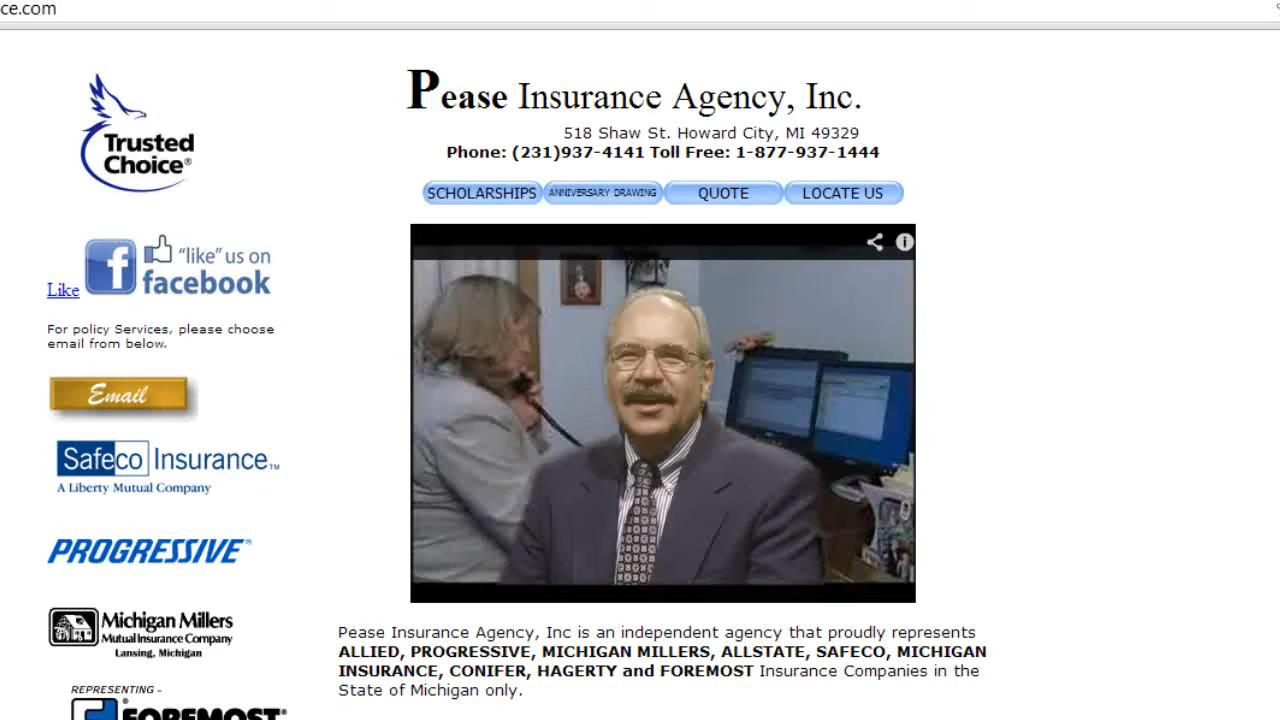 ce.com
Pease Insurance Agency, Inc.
518 Shaw St. Howard City, MI 49329
Phone: (231)937-4141 Toll Free: 1-877-937-1444
SCHOLARSHIPS ANNIVERSARY DRAWING QUOTE LOCATE US
Trusted
Choice®
Like
f "like" us on
facebook
For policy Services, please choose
email from below.
Email
Safeco Insurance™
A Liberty Mutual Company
PROGRESSIVE®
Michigan Millers
Mutual Insurance Company
Lansing, Michigan
REPRESENTING -
FOREMOST®
Pease Insurance Agency, Inc is an independent agency that proudly represents
ALLIED, PROGRESSIVE, MICHIGAN MILLERS, ALLSTATE, SAFECO, MICHIGAN
INSURANCE, CONIFER, HAGERTY and FOREMOST Insurance Companies in the
State of Michigan only.